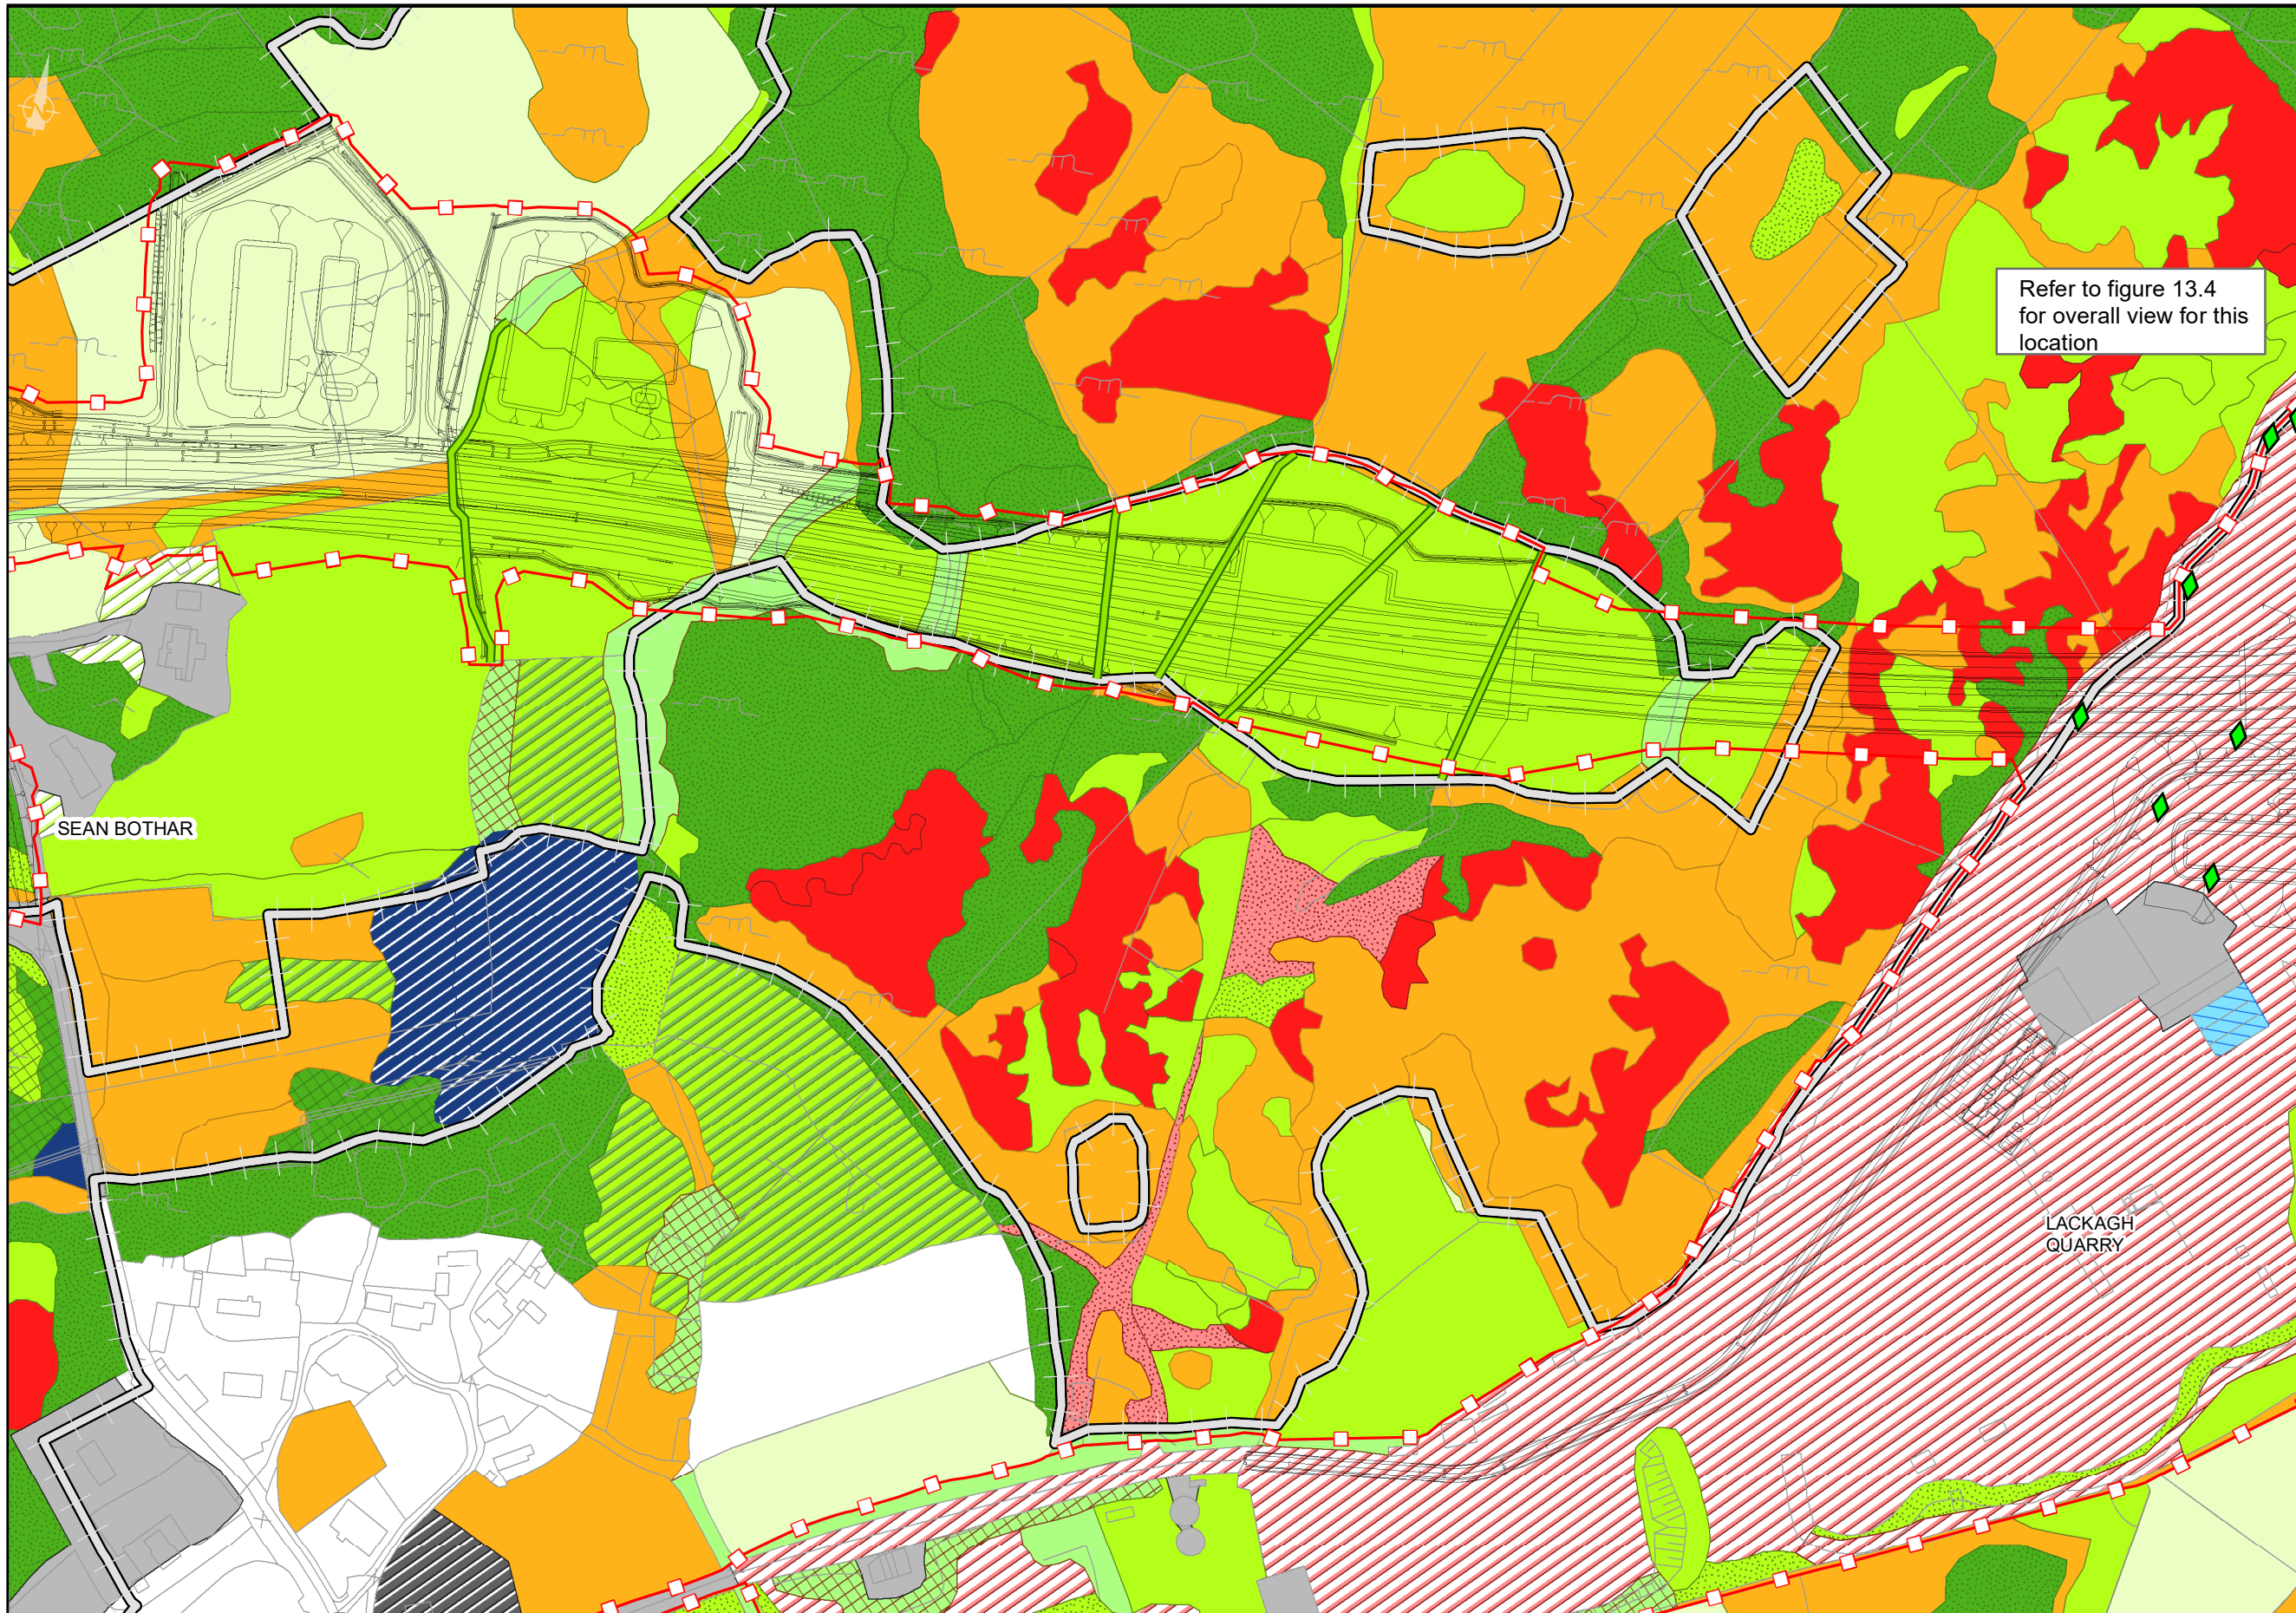 Refer to figure 13.4
for overall view for this
location
SEAN BOTHAR
LACKAGH
QUARRY